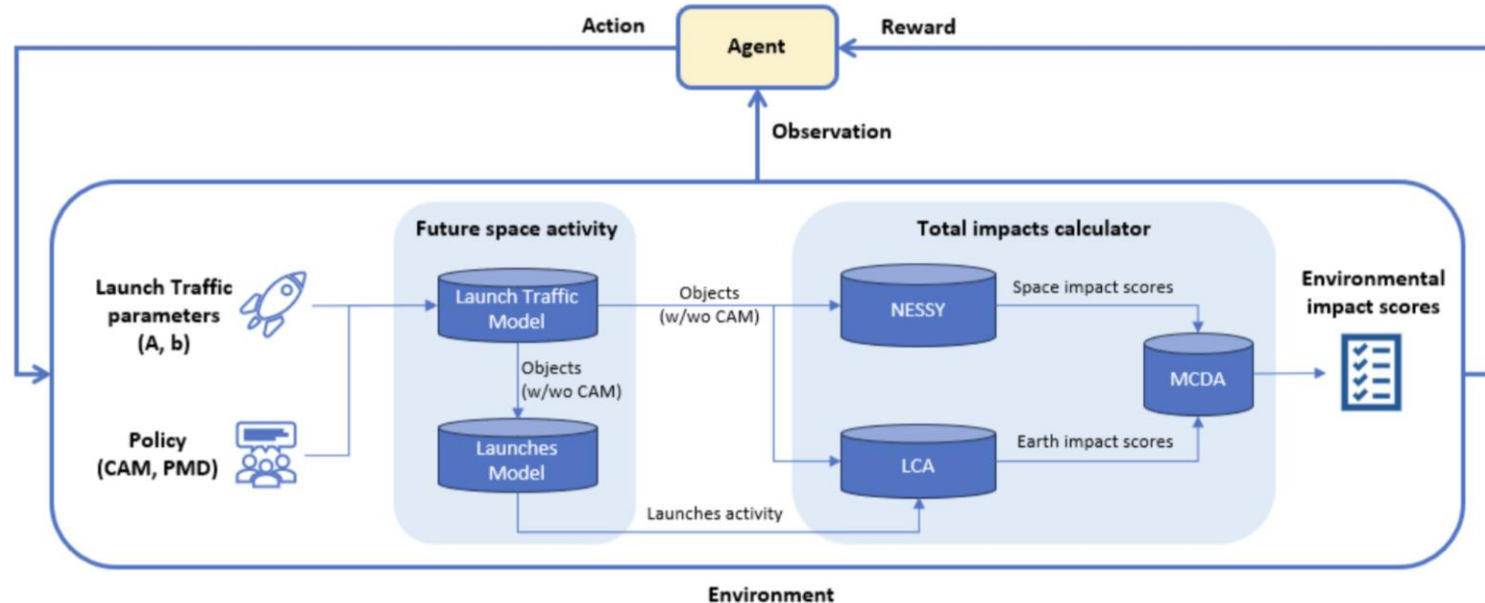 Action
Agent
Reward
Observation
Future space activity
Total impacts calculator
Launch Traffic
parameters
(A, b)
Launch Traffic
Model
Objects
(w/wo CAM)
NESSY
Space impact scores
Environmental
impact scores
Objects
(w/wo CAM)
MCDA
Policy
(CAM, PMD)
Launches
Model
LCA
Earth impact scores
Launches activity
Environment